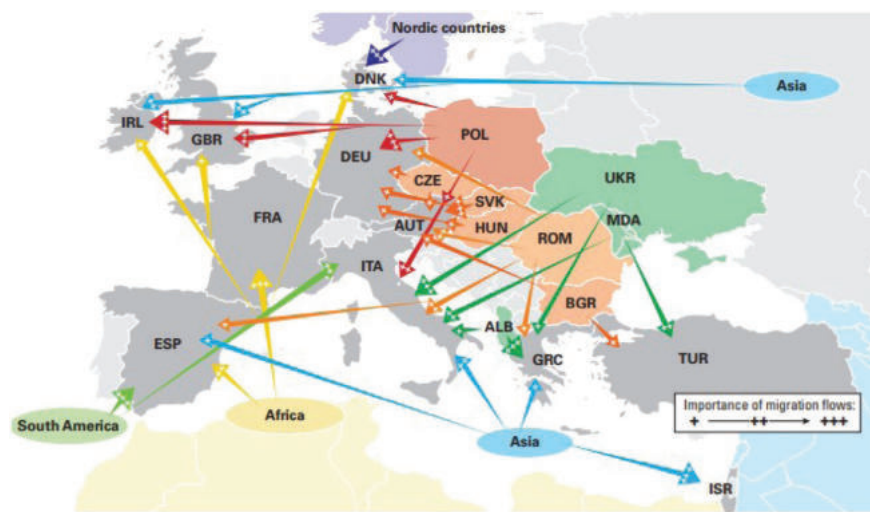 Nordic countries
DNK
Asia
IRL
GBR
POL
DEU
CZE
UKR
SVK
MDA
FRA
AUT
HUN
ROM
ITA
BGR
ALB
ESP
GRC
TUR
Importance of migration flows:
+ ++ +++
South America
Africa
Asia
ISR